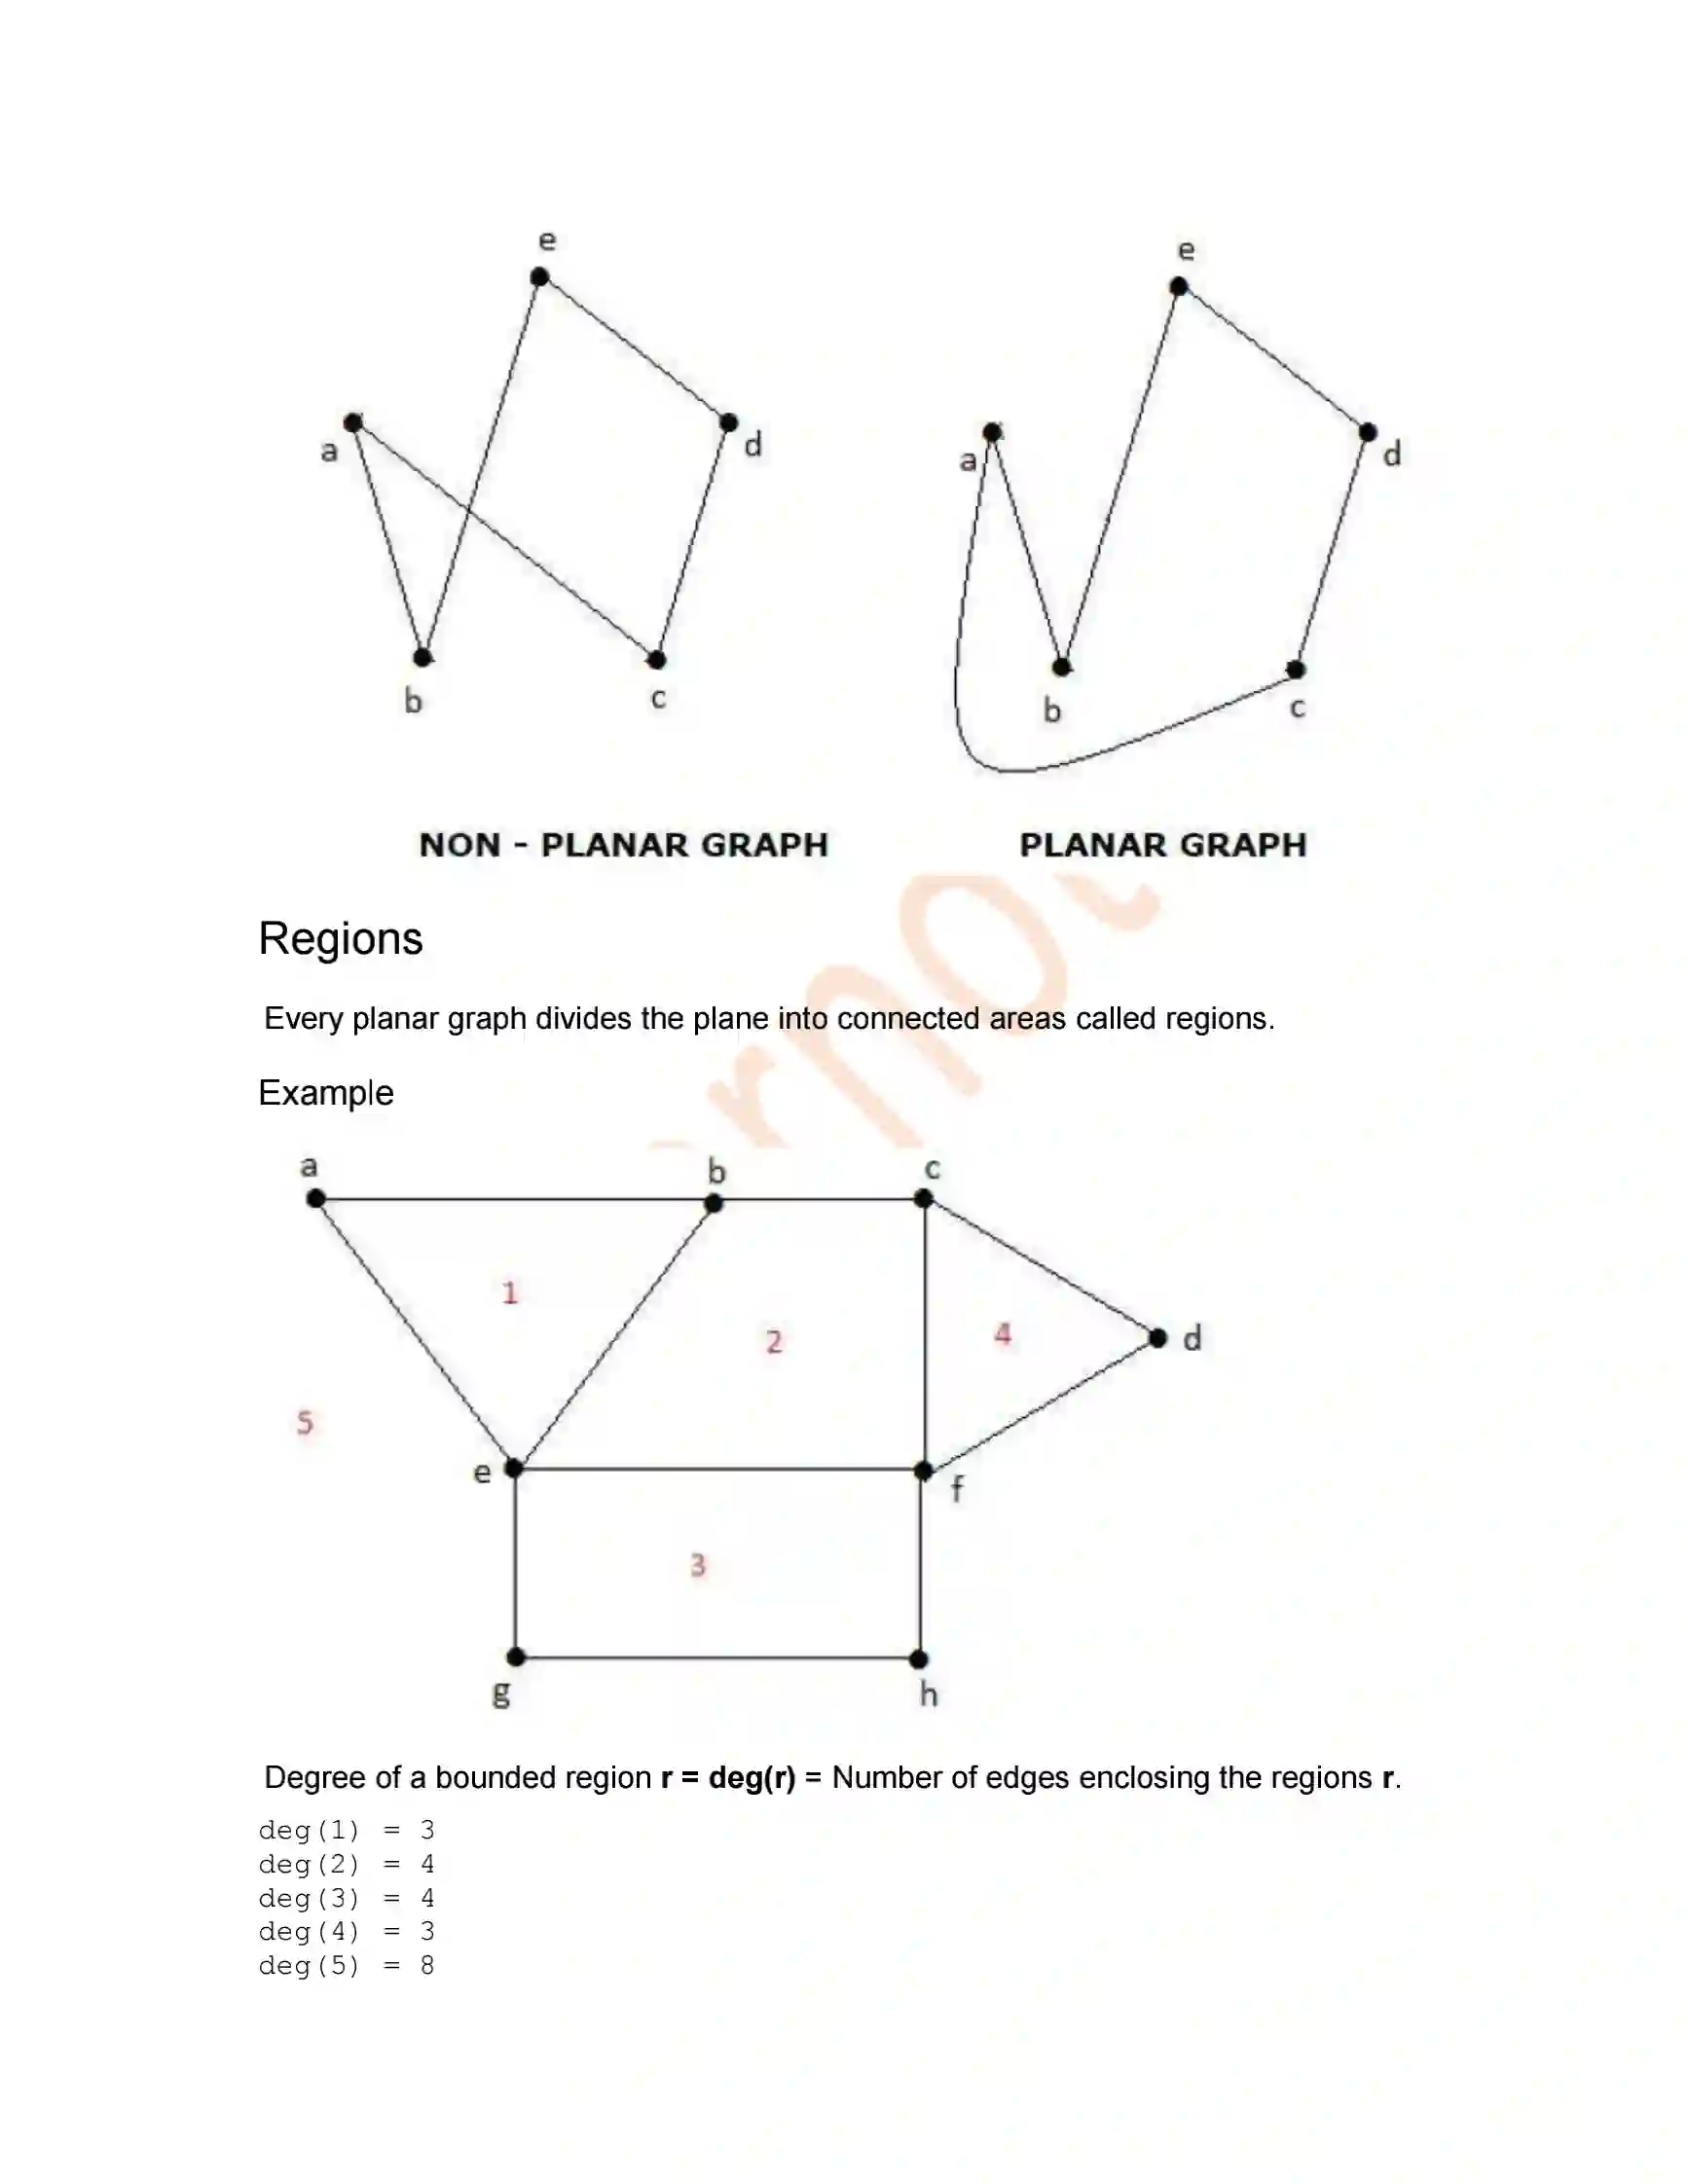 e
e
a
d
a
d
b
c
b
c
NON - PLANAR GRAPH PLANAR GRAPH
Regions
Every planar graph divides the plane into connected areas called regions.
Example
a b c
1
2
4
d
5
e
f
3
g h
Degree of a bounded region r = deg(r) = Number of edges enclosing the regions r.
deg(1) = 3
deg(2) = 4
deg(3) = 4
deg(4) = 3
deg(5) = 8